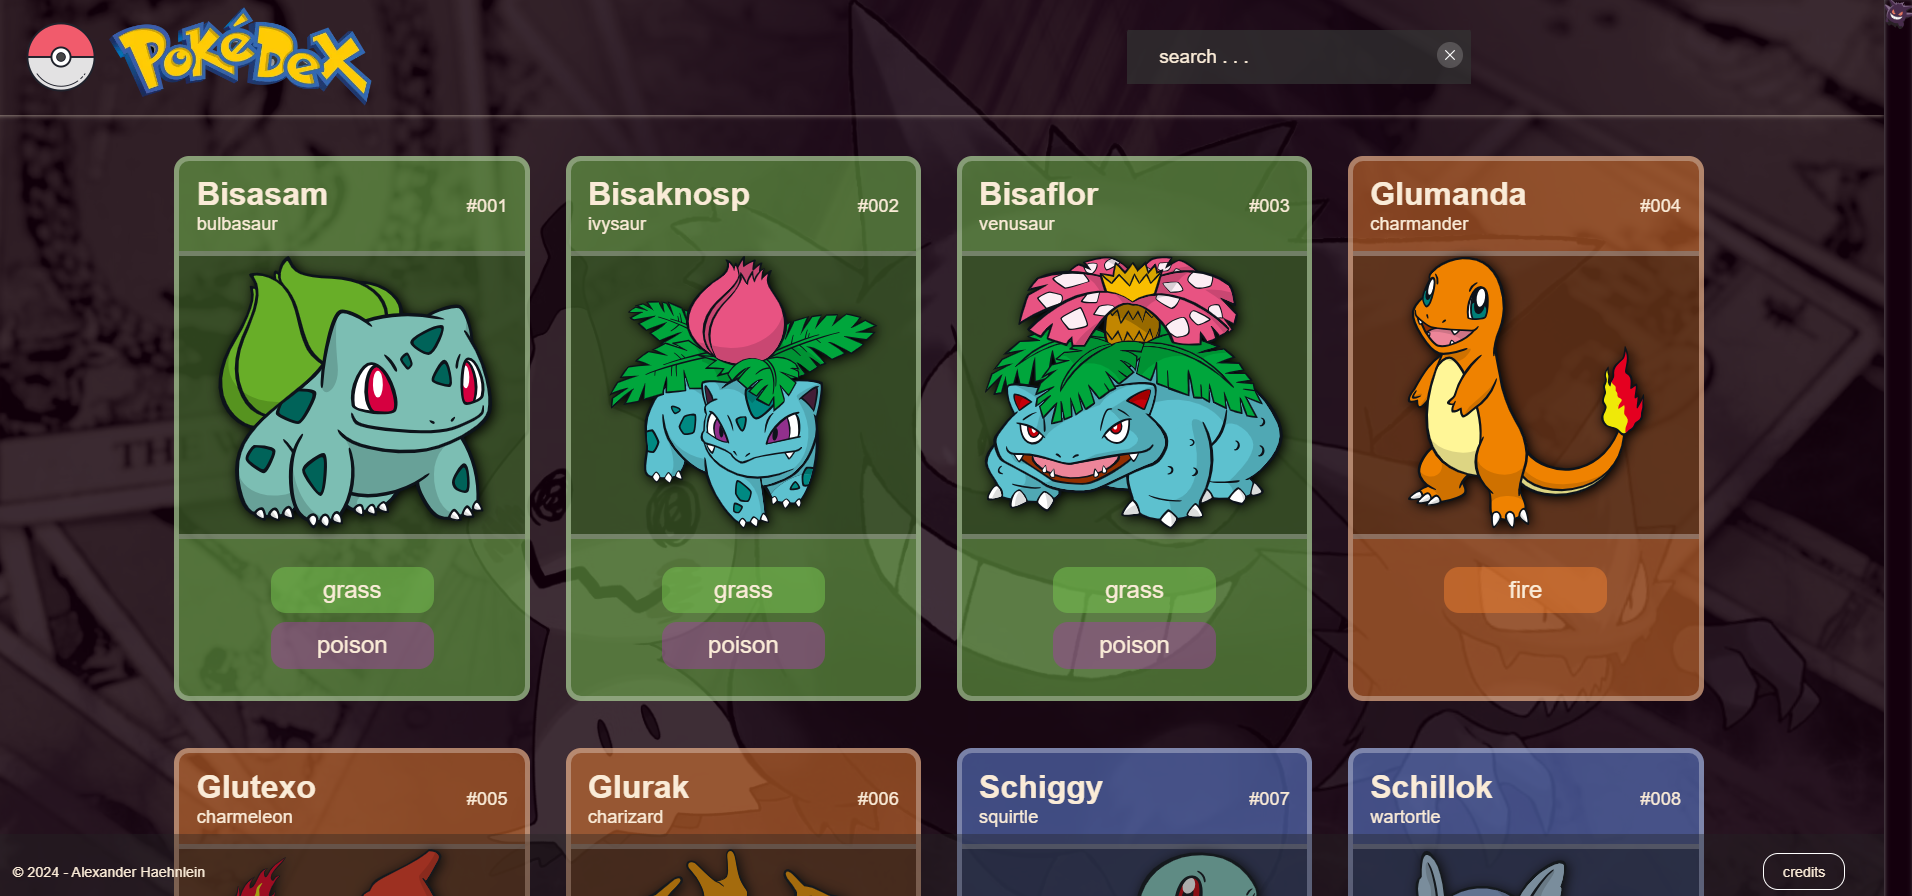 PokéDex
search . . .
Bisasam
bulbasaur
#001
grass
poison
Bisaknosp
ivysaur
#002
grass
poison
Bisaflor
venusaur
#003
grass
poison
Glumanda
charmander
#004
fire
Glutexo
charmeleon
#005
Glurak
charizard
#006
Schiggy
squirtle
#007
Schillok
wartortle
#008
© 2024 - Alexander Haehnlein
credits